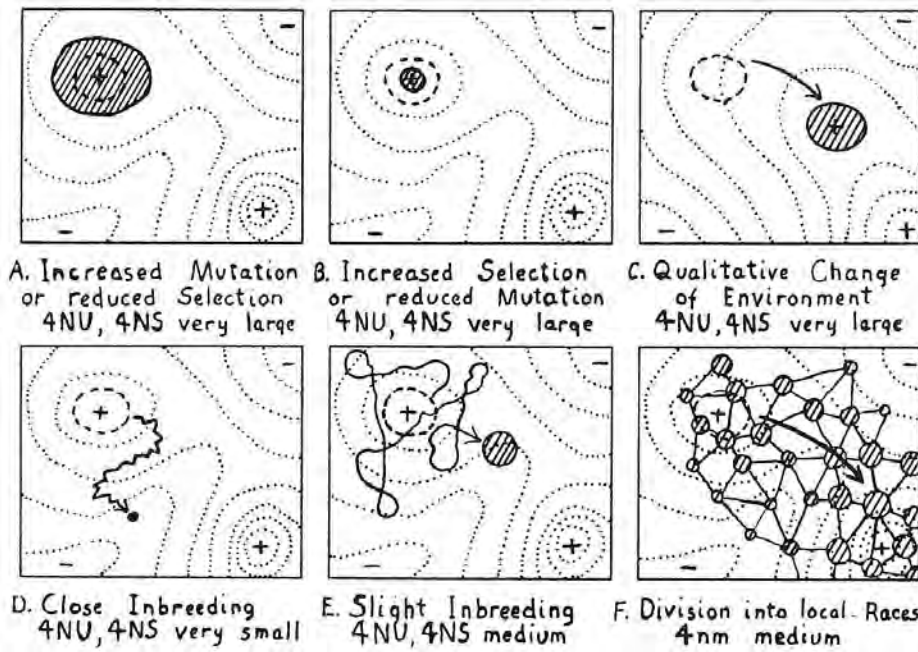 A. Increased Mutation
or reduced Selection
4NU, 4NS very large
B. Increased Selection
or reduced Mutation
4NU, 4NS very large
C. Qualitative Change
of Environment
4NU, 4NS very large
D. Close Inbreeding
4NU, 4NS very small
E. Slight Inbreeding
4NU, 4NS medium
F. Division into local Races
4nm medium